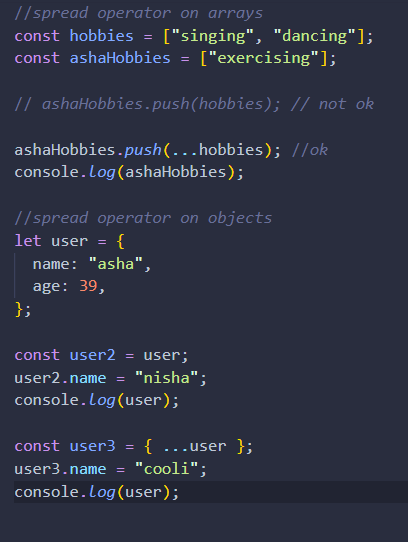 //spread operator on arrays
const hobbies = ["singing", "dancing"];
const ashaHobbies = ["exercising"];
// ashaHobbies.push(hobbies); // not ok
ashaHobbies.push(...hobbies); //ok
console.log(ashaHobbies);
//spread operator on objects
let user = {
name: "asha",
age: 39,
};
const user2 = user;
user2.name = "nisha";
console.log(user);
const user3 = { ...user };
user3.name = "cooli";
console.log(user);